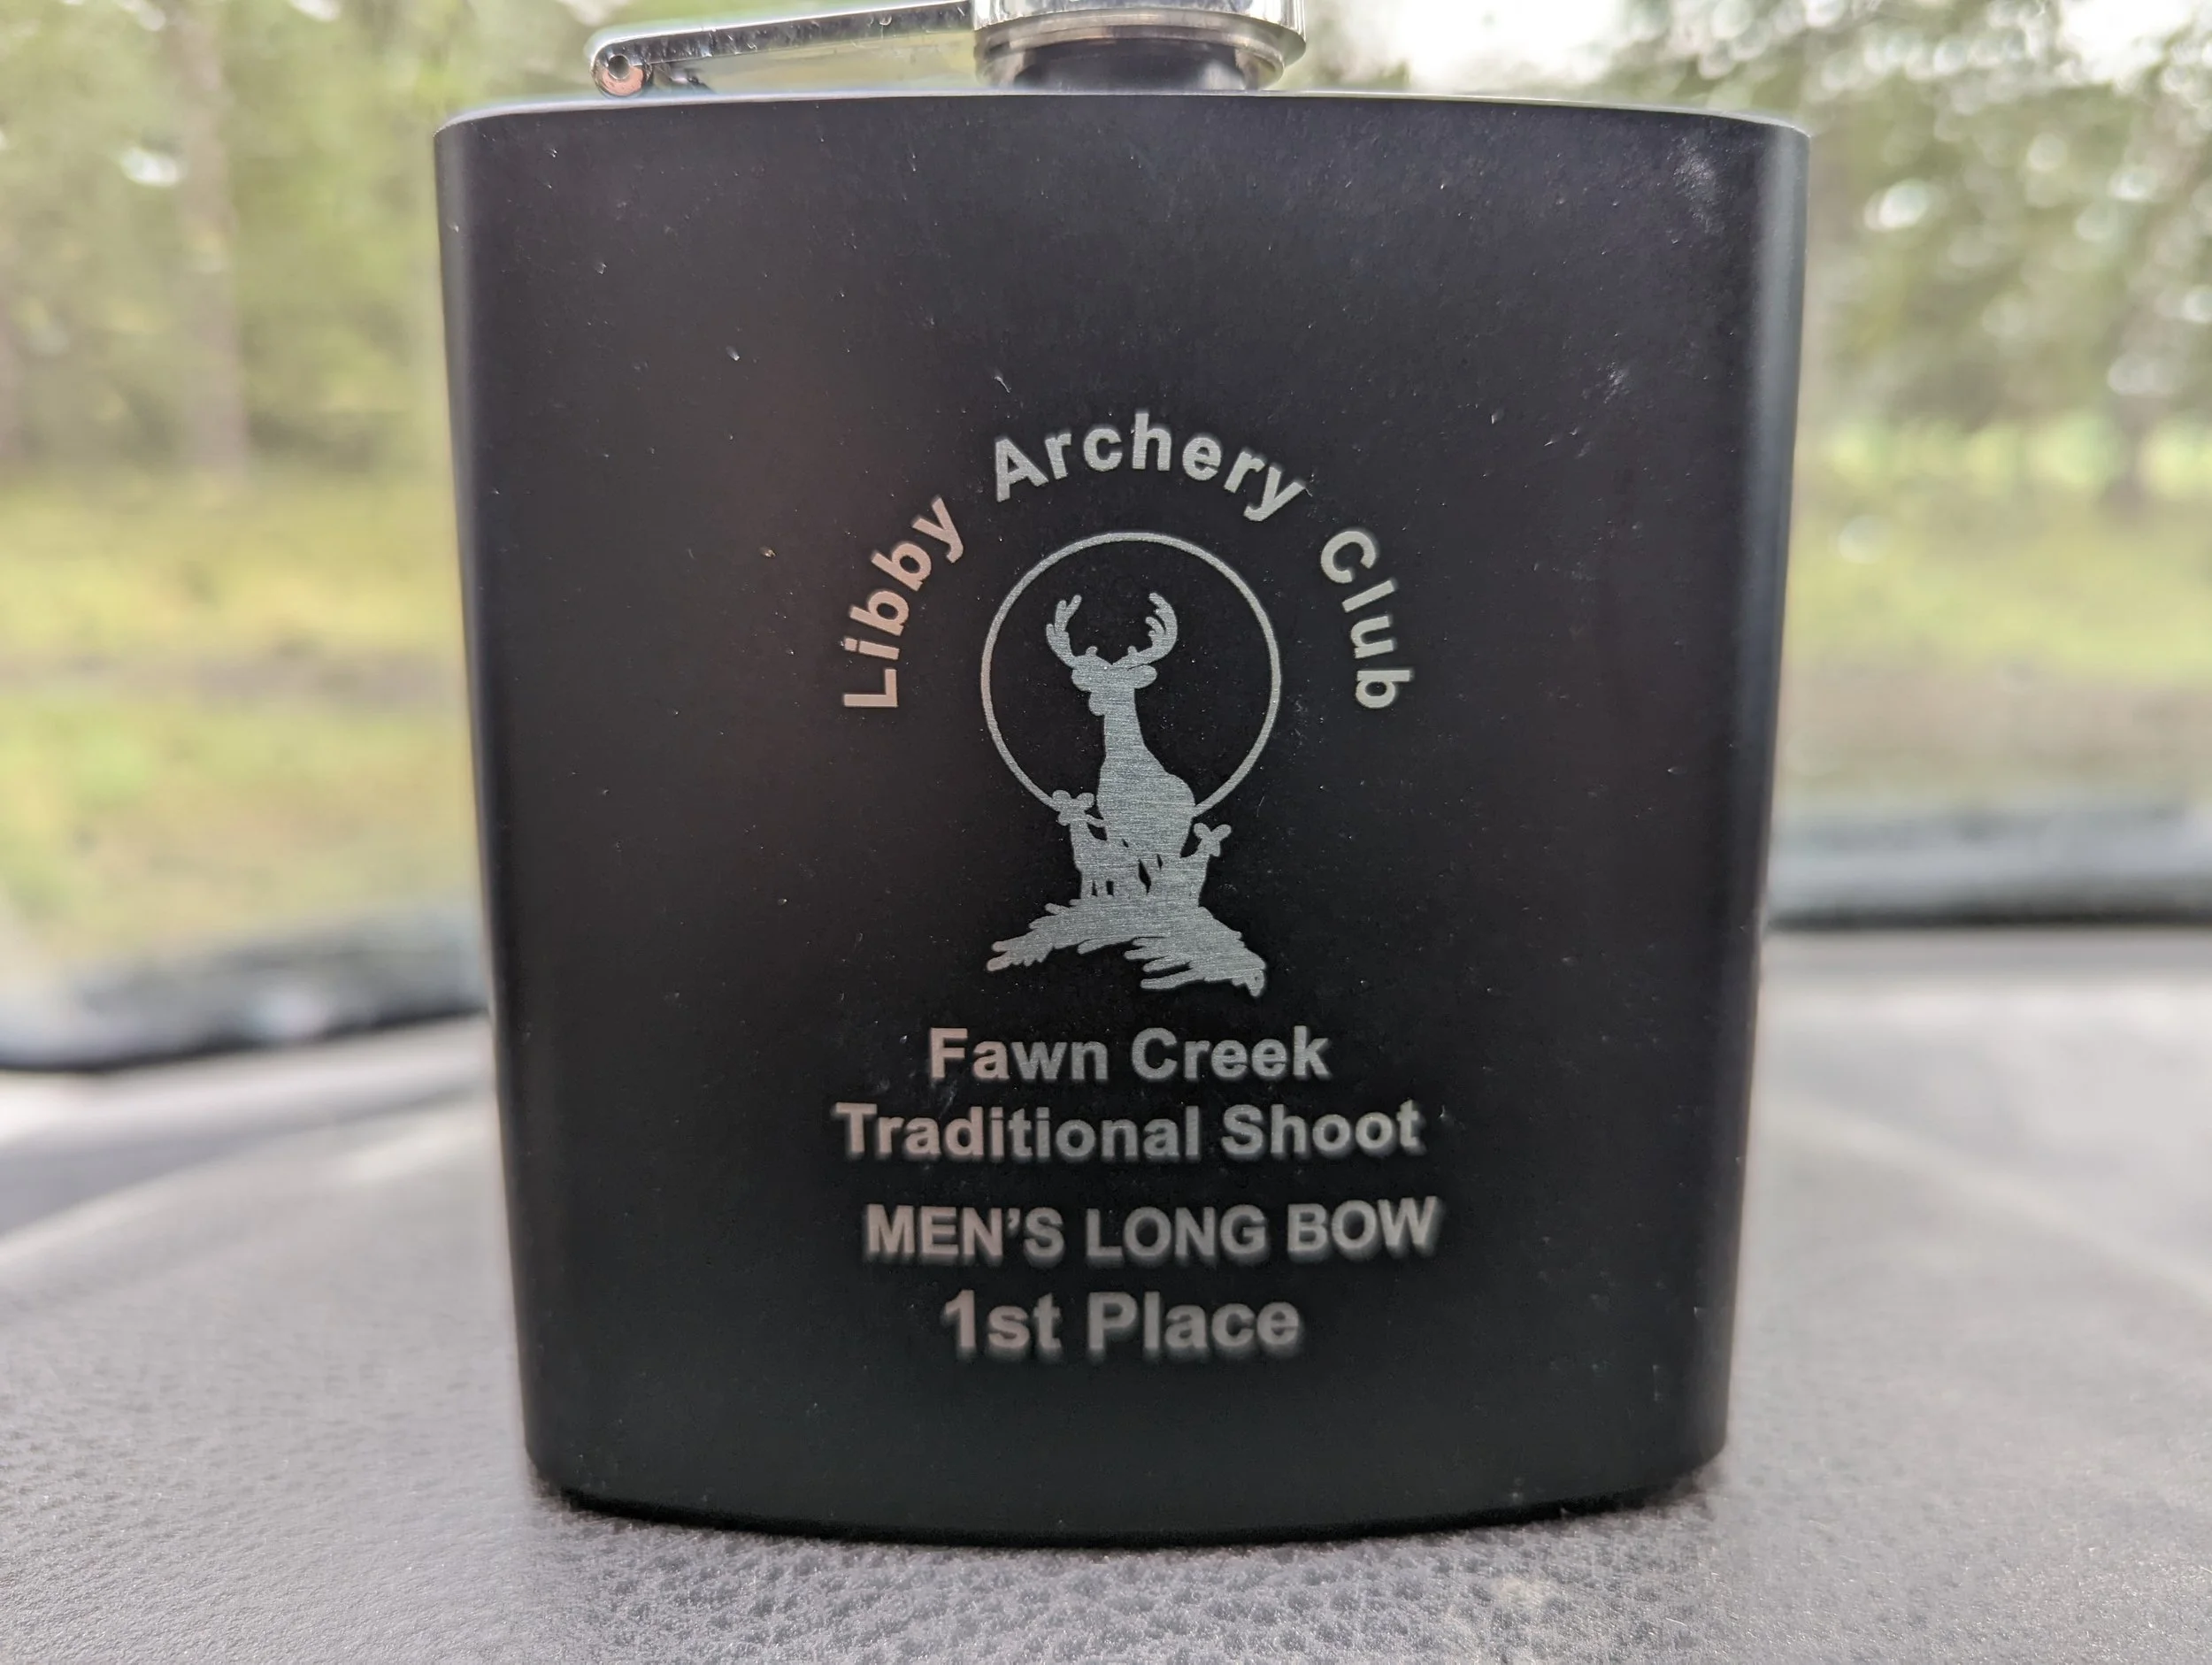 Libby Archery Club
Fawn Creek
Traditional Shoot
MEN’S LONG BOW
1st Place